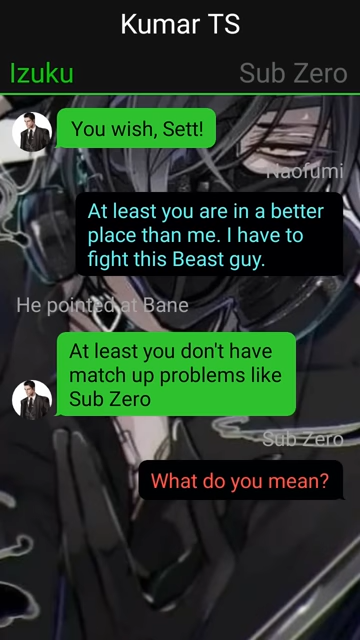 Kumar TS
Izuku
Sub Zero
You wish, Sett!
Naofumi
At least you are in a better
place than me. I have to
fight this Beast guy.
He pointed at Bane
At least you don't have
match up problems like
Sub Zero
Sub Zero
What do you mean?